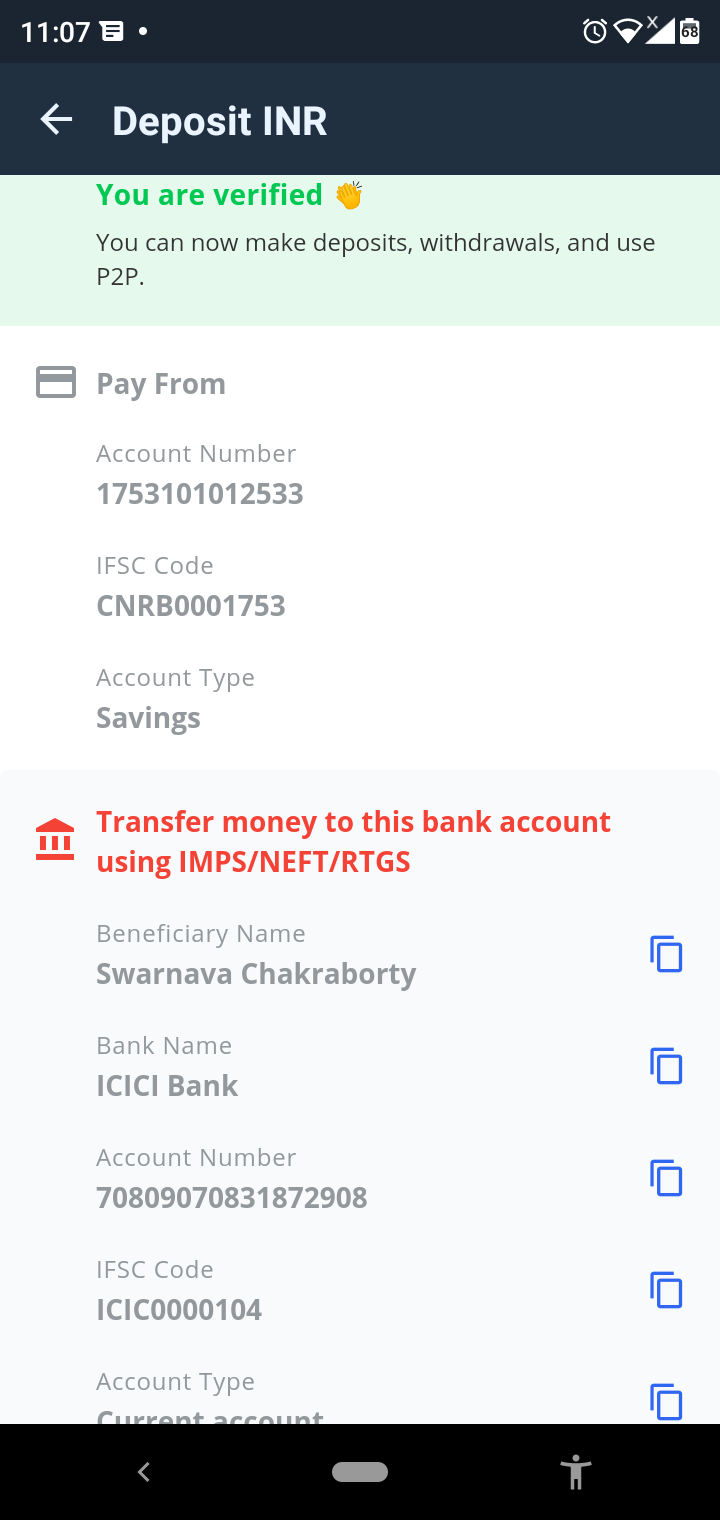 11:07
68
Deposit INR
You are verified 👏
You can now make deposits, withdrawals, and use
P2P.
Pay From
Account Number
1753101012533
IFSC Code
CNRB0001753
Account Type
Savings
Transfer money to this bank account
using IMPS/NEFT/RTGS
Beneficiary Name
Swarnava Chakraborty
Bank Name
ICICI Bank
Account Number
70809070831872908
IFSC Code
ICIC0000104
Account Type
Current account